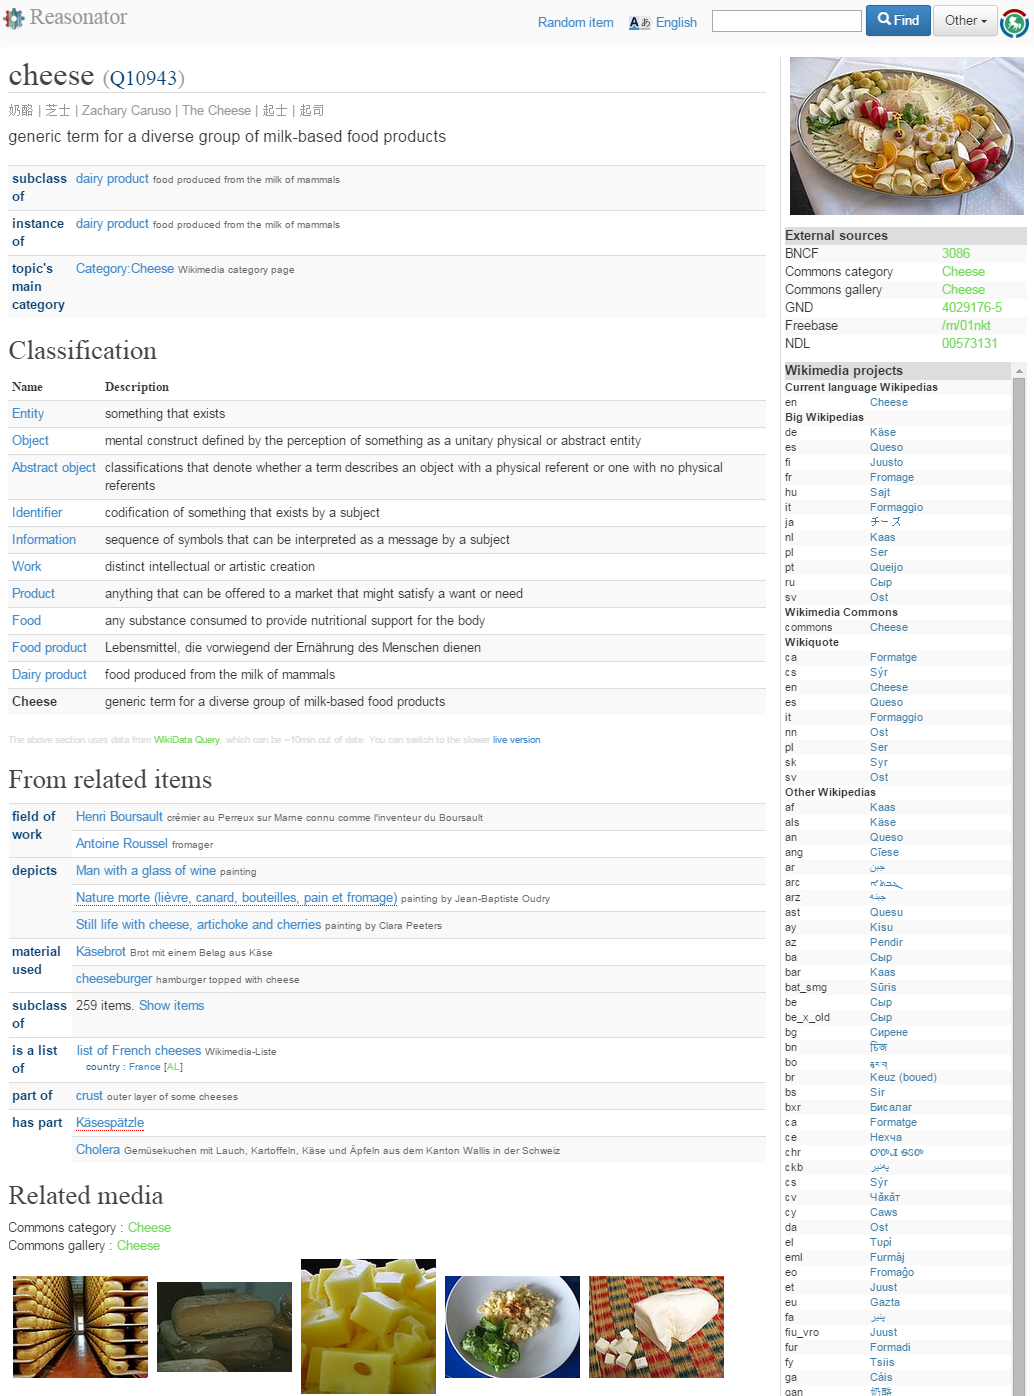 Reasonator
Random item Aあ English Find Other
cheese (Q10943)
奶酪 | 芝士 | Zachary Caruso | The Cheese | 起士 | 起司
generic term for a diverse group of milk-based food products
subclass of dairy product food produced from the milk of mammals
instance of dairy product food produced from the milk of mammals
topic's main category Category:Cheese Wikimedia category page
Classification
Name Description
Entity something that exists
Object mental construct defined by the perception of something as a unitary physical or abstract entity
Abstract object classifications that denote whether a term describes an object with a physical referent or one with no physical
referents
Identifier codification of something that exists by a subject
Information sequence of symbols that can be interpreted as a message by a subject
Work distinct intellectual or artistic creation
Product anything that can be offered to a market that might satisfy a want or need
Food any substance consumed to provide nutritional support for the body
Food product Lebensmittel, die vorwiegend der Ernährung des Menschen dienen
Dairy product food produced from the milk of mammals
Cheese generic term for a diverse group of milk-based food products
The above section uses data from WikiData Query, which can be ~10min out of date. You can switch to the slower live version.
From related items
field of work Henri Boursault crémier au Perreux sur Marne connu comme l'inventeur du Boursault
Antoine Roussel fromager
depicts Man with a glass of wine painting
Nature morte (lièvre, canard, bouteilles, pain et fromage) painting by Jean-Baptiste Oudry
Still life with cheese, artichoke and cherries painting by Clara Peeters
material used Käsebrot Brot mit einem Belag aus Käse
cheeseburger hamburger topped with cheese
subclass of 259 items. Show items
is a list of list of French cheeses Wikimedia-Liste
country : France [AL]
part of crust outer layer of some cheeses
has part Käsespätzle
Cholera Gemüsekuchen mit Lauch, Kartoffeln, Käse und Äpfeln aus dem Kanton Wallis in der Schweiz
Related media
Commons category : Cheese
Commons gallery : Cheese
External sources
BNCF 3086
Commons category Cheese
Commons gallery Cheese
GND 4029176-5
Freebase /m/01nkt
NDL 00573131
Wikimedia projects
Current language Wikipedias
en Cheese
Big Wikipedias
de Käse
es Queso
fi Juusto
fr Fromage
hu Sajt
it Formaggio
ja チーズ
nl Kaas
pl Ser
pt Queijo
ru Сыр
sv Ost
Wikimedia Commons
commons Cheese
Wikiquote
ca Formatge
cs Sýr
en Cheese
es Queso
it Formaggio
nn Ost
pl Ser
sk Syr
sv Ost
Other Wikipedias
af Kaas
als Käse
an Queso
ang Cīese
ar جبن
arc
arz جبنه
ast Quesu
ay Kisu
az Pendir
ba Сыр
bar Kaas
bat_smg Sūris
be Сыр
be_x_old Сыр
bg Сирене
bn চিজ
bo
br Keuz (boued)
bs Sir
bxr Бисалаг
ca Formatge
ce Нехча
chr
ckb پەنیر
cs Sýr
cv Чăкăт
cy Caws
da Ost
el Τυρί
eml Furmàj
eo Fromaĝo
et Juust
eu Gazta
fa پنیر
fiu_vro Juust
fur Formadi
fy Tsiis
ga Cáis
gan 奶酪